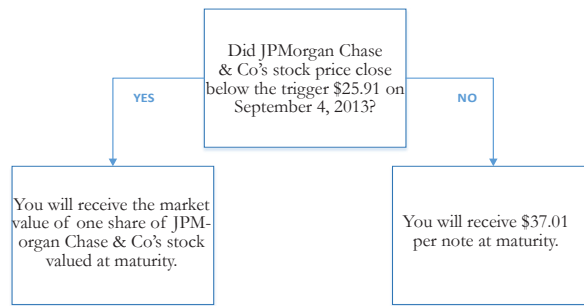 Did JPMorgan Chase
& Co’s stock price close
below the trigger $25.91 on
September 4, 2013?
YES
NO
You will receive the market
value of one share of JPM-
organ Chase & Co’s stock
valued at maturity.
You will receive $37.01
per note at maturity.